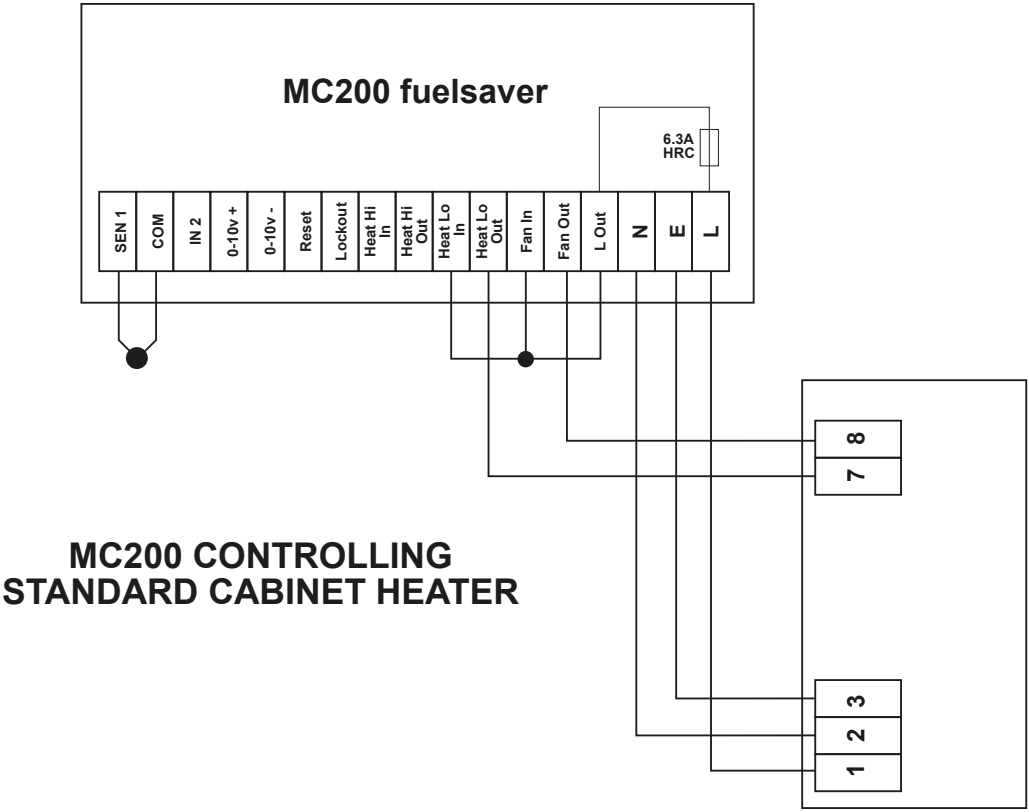 MC200 fuelsaver
6.3A
HRC
SEN 1
COM
IN 2
0-10v +
0-10v -
Reset
Lockout
Heat Hi
In
Heat Hi
Out
Heat Lo
In
Heat Lo
Out
Fan In
Fan Out
L Out
N
E
L
8
7
MC200 CONTROLLING
STANDARD CABINET HEATER
3
2
1